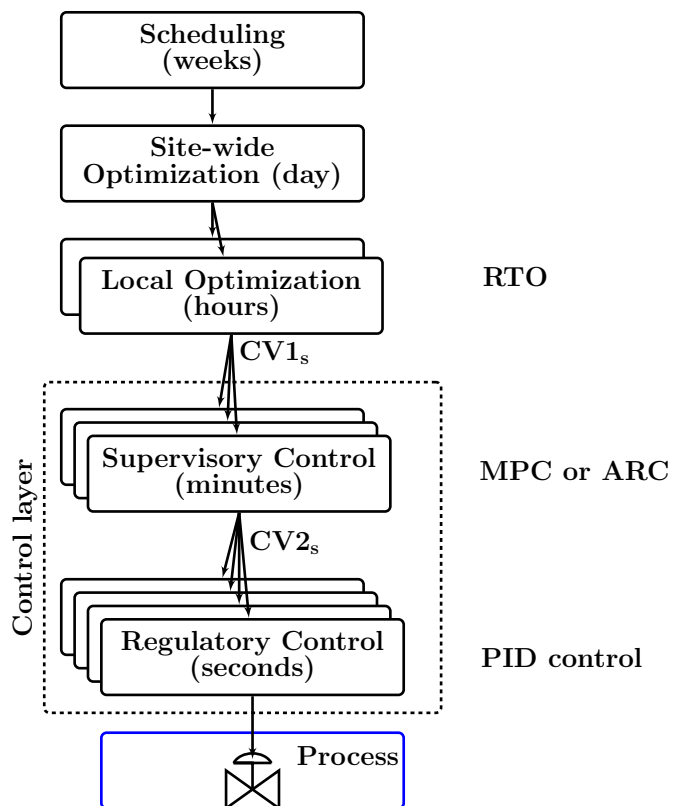 Scheduling
(weeks)
Site-wide
Optimization (day)
Local Optimization
(hours)
RTO
CV1s
Control layer
Supervisory Control
(minutes)
MPC or ARC
CV2s
Regulatory Control
(seconds)
PID control
Process